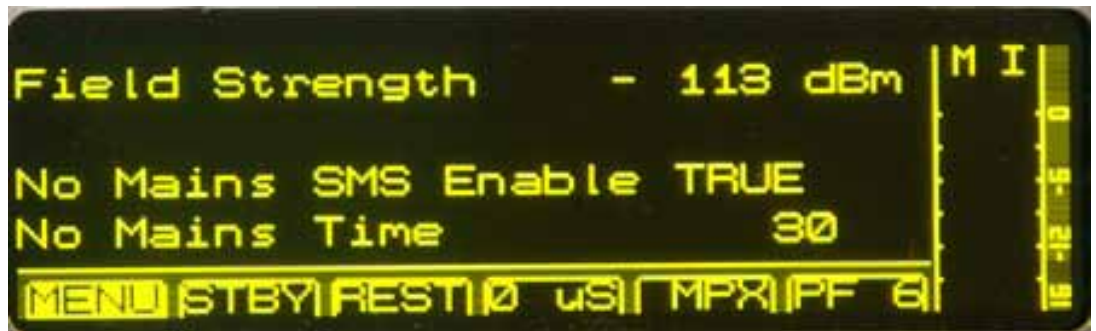 Field Strength - 113 dBm
No Mains SMS Enable TRUE
No Mains Time 30
MENU STBY REST 0 uS MPX PF 6
M I
0
-6
-12